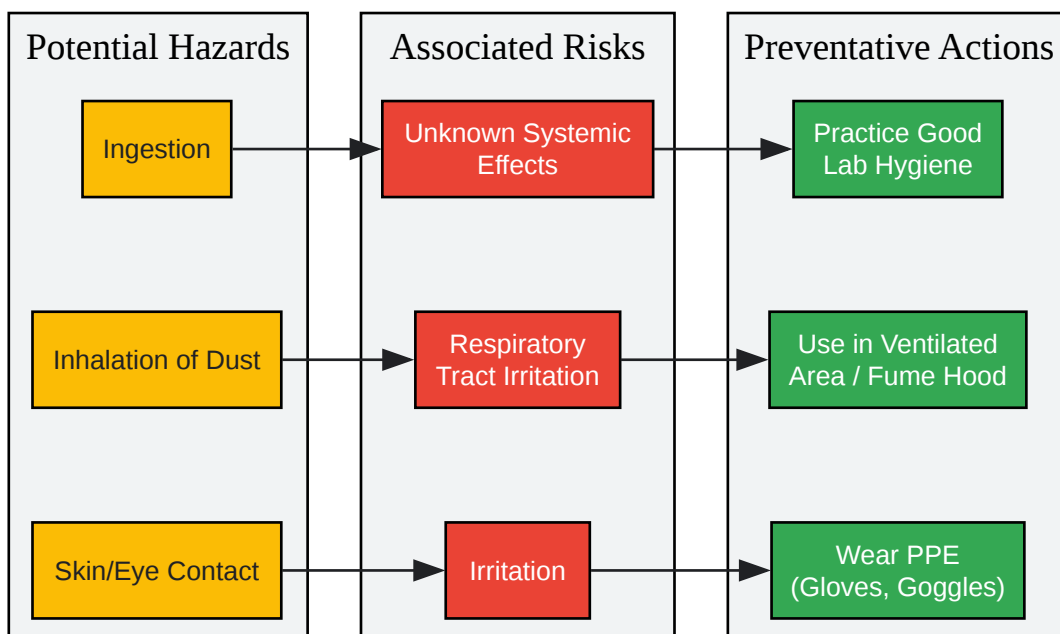 Potential Hazards
Associated Risks
Preventative Actions
Ingestion
Unknown Systemic
Effects
Practice Good
Lab Hygiene
Inhalation of Dust
Respiratory
Tract Irritation
Use in Ventilated
Area / Fume Hood
Skin/Eye Contact
Irritation
Wear PPE
(Gloves, Goggles)